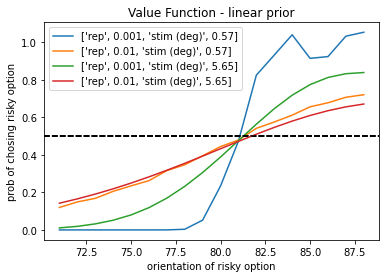 Value Function - linear prior
['rep', 0.001, 'stim (deg)', 0.57]
['rep', 0.01, 'stim (deg)', 0.57]
['rep', 0.001, 'stim (deg)', 5.65]
['rep', 0.01, 'stim (deg)', 5.65]
prob of chosing risky option
1.0
0.8
0.6
0.4
0.2
0.0
72.5 75.0 77.5 80.0 82.5 85.0 87.5
orientation of risky option